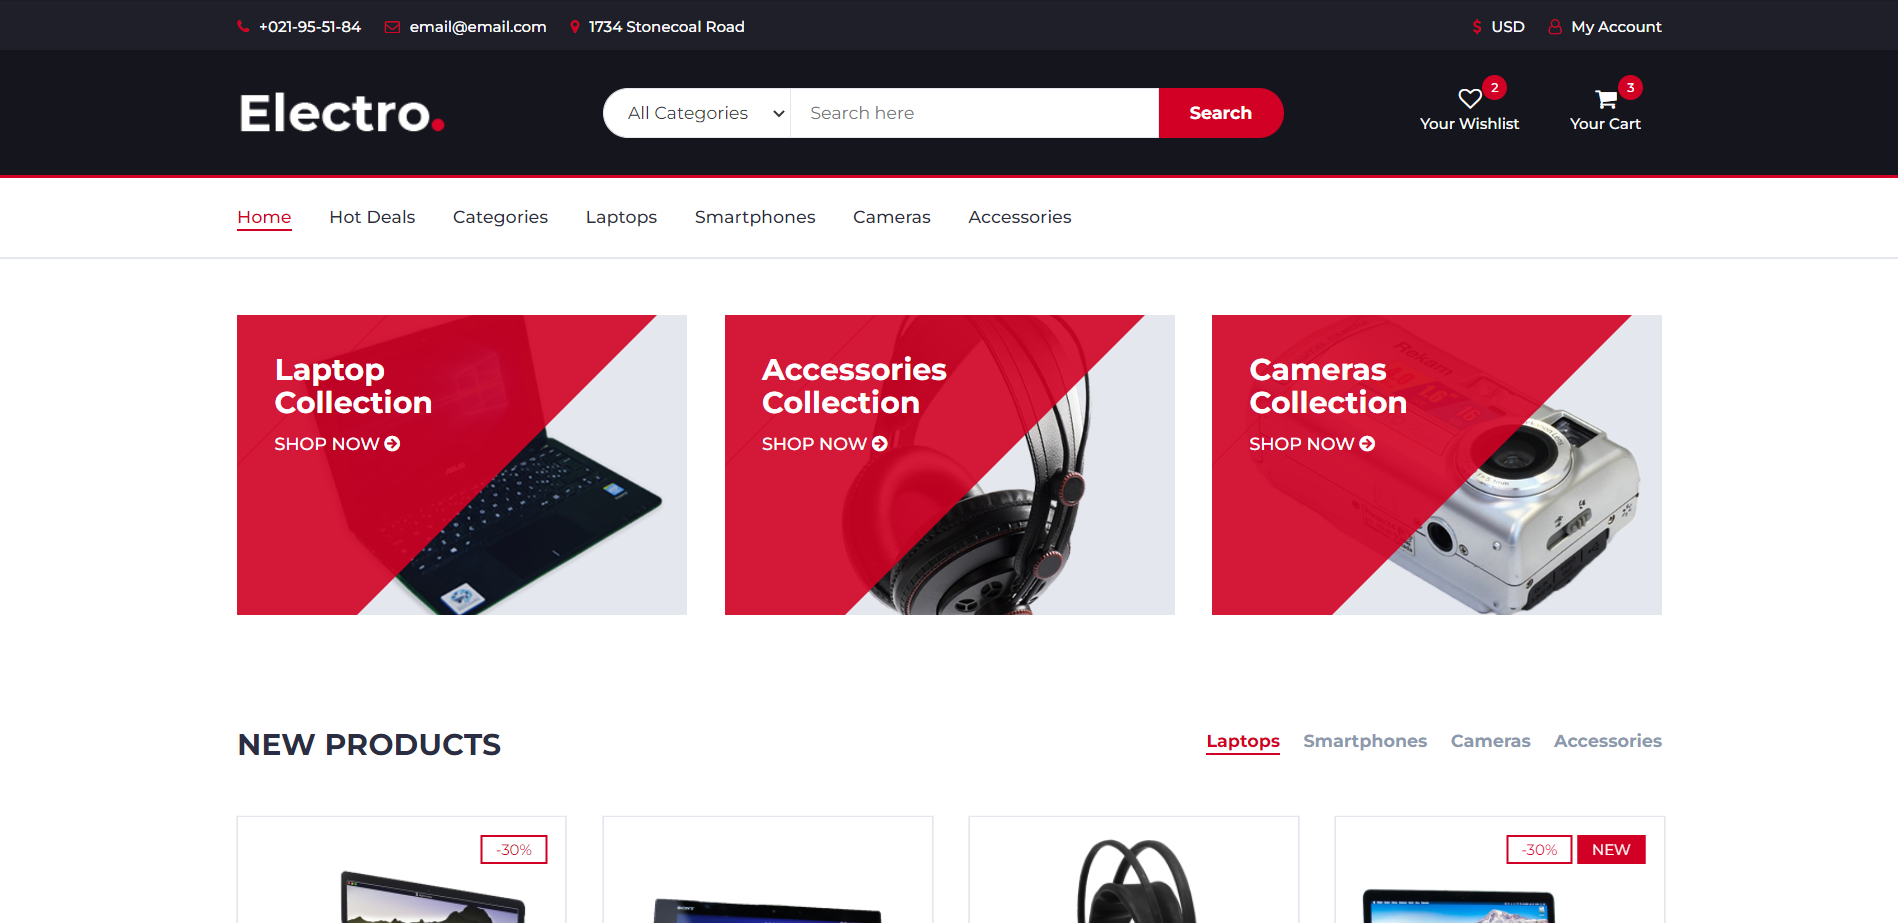 +021-95-51-84 email@email.com 1734 Stonecoal Road $ USD My Account
Electro.
All Categories Search here Search
2 3
Your Wishlist Your Cart
Home Hot Deals Categories Laptops Smartphones Cameras Accessories
Laptop
Collection
SHOP NOW
Accessories
Collection
SHOP NOW
Cameras
Collection
SHOP NOW
Rekam
NEW PRODUCTS Laptops Smartphones Cameras Accessories
-30% -30% NEW
SONY